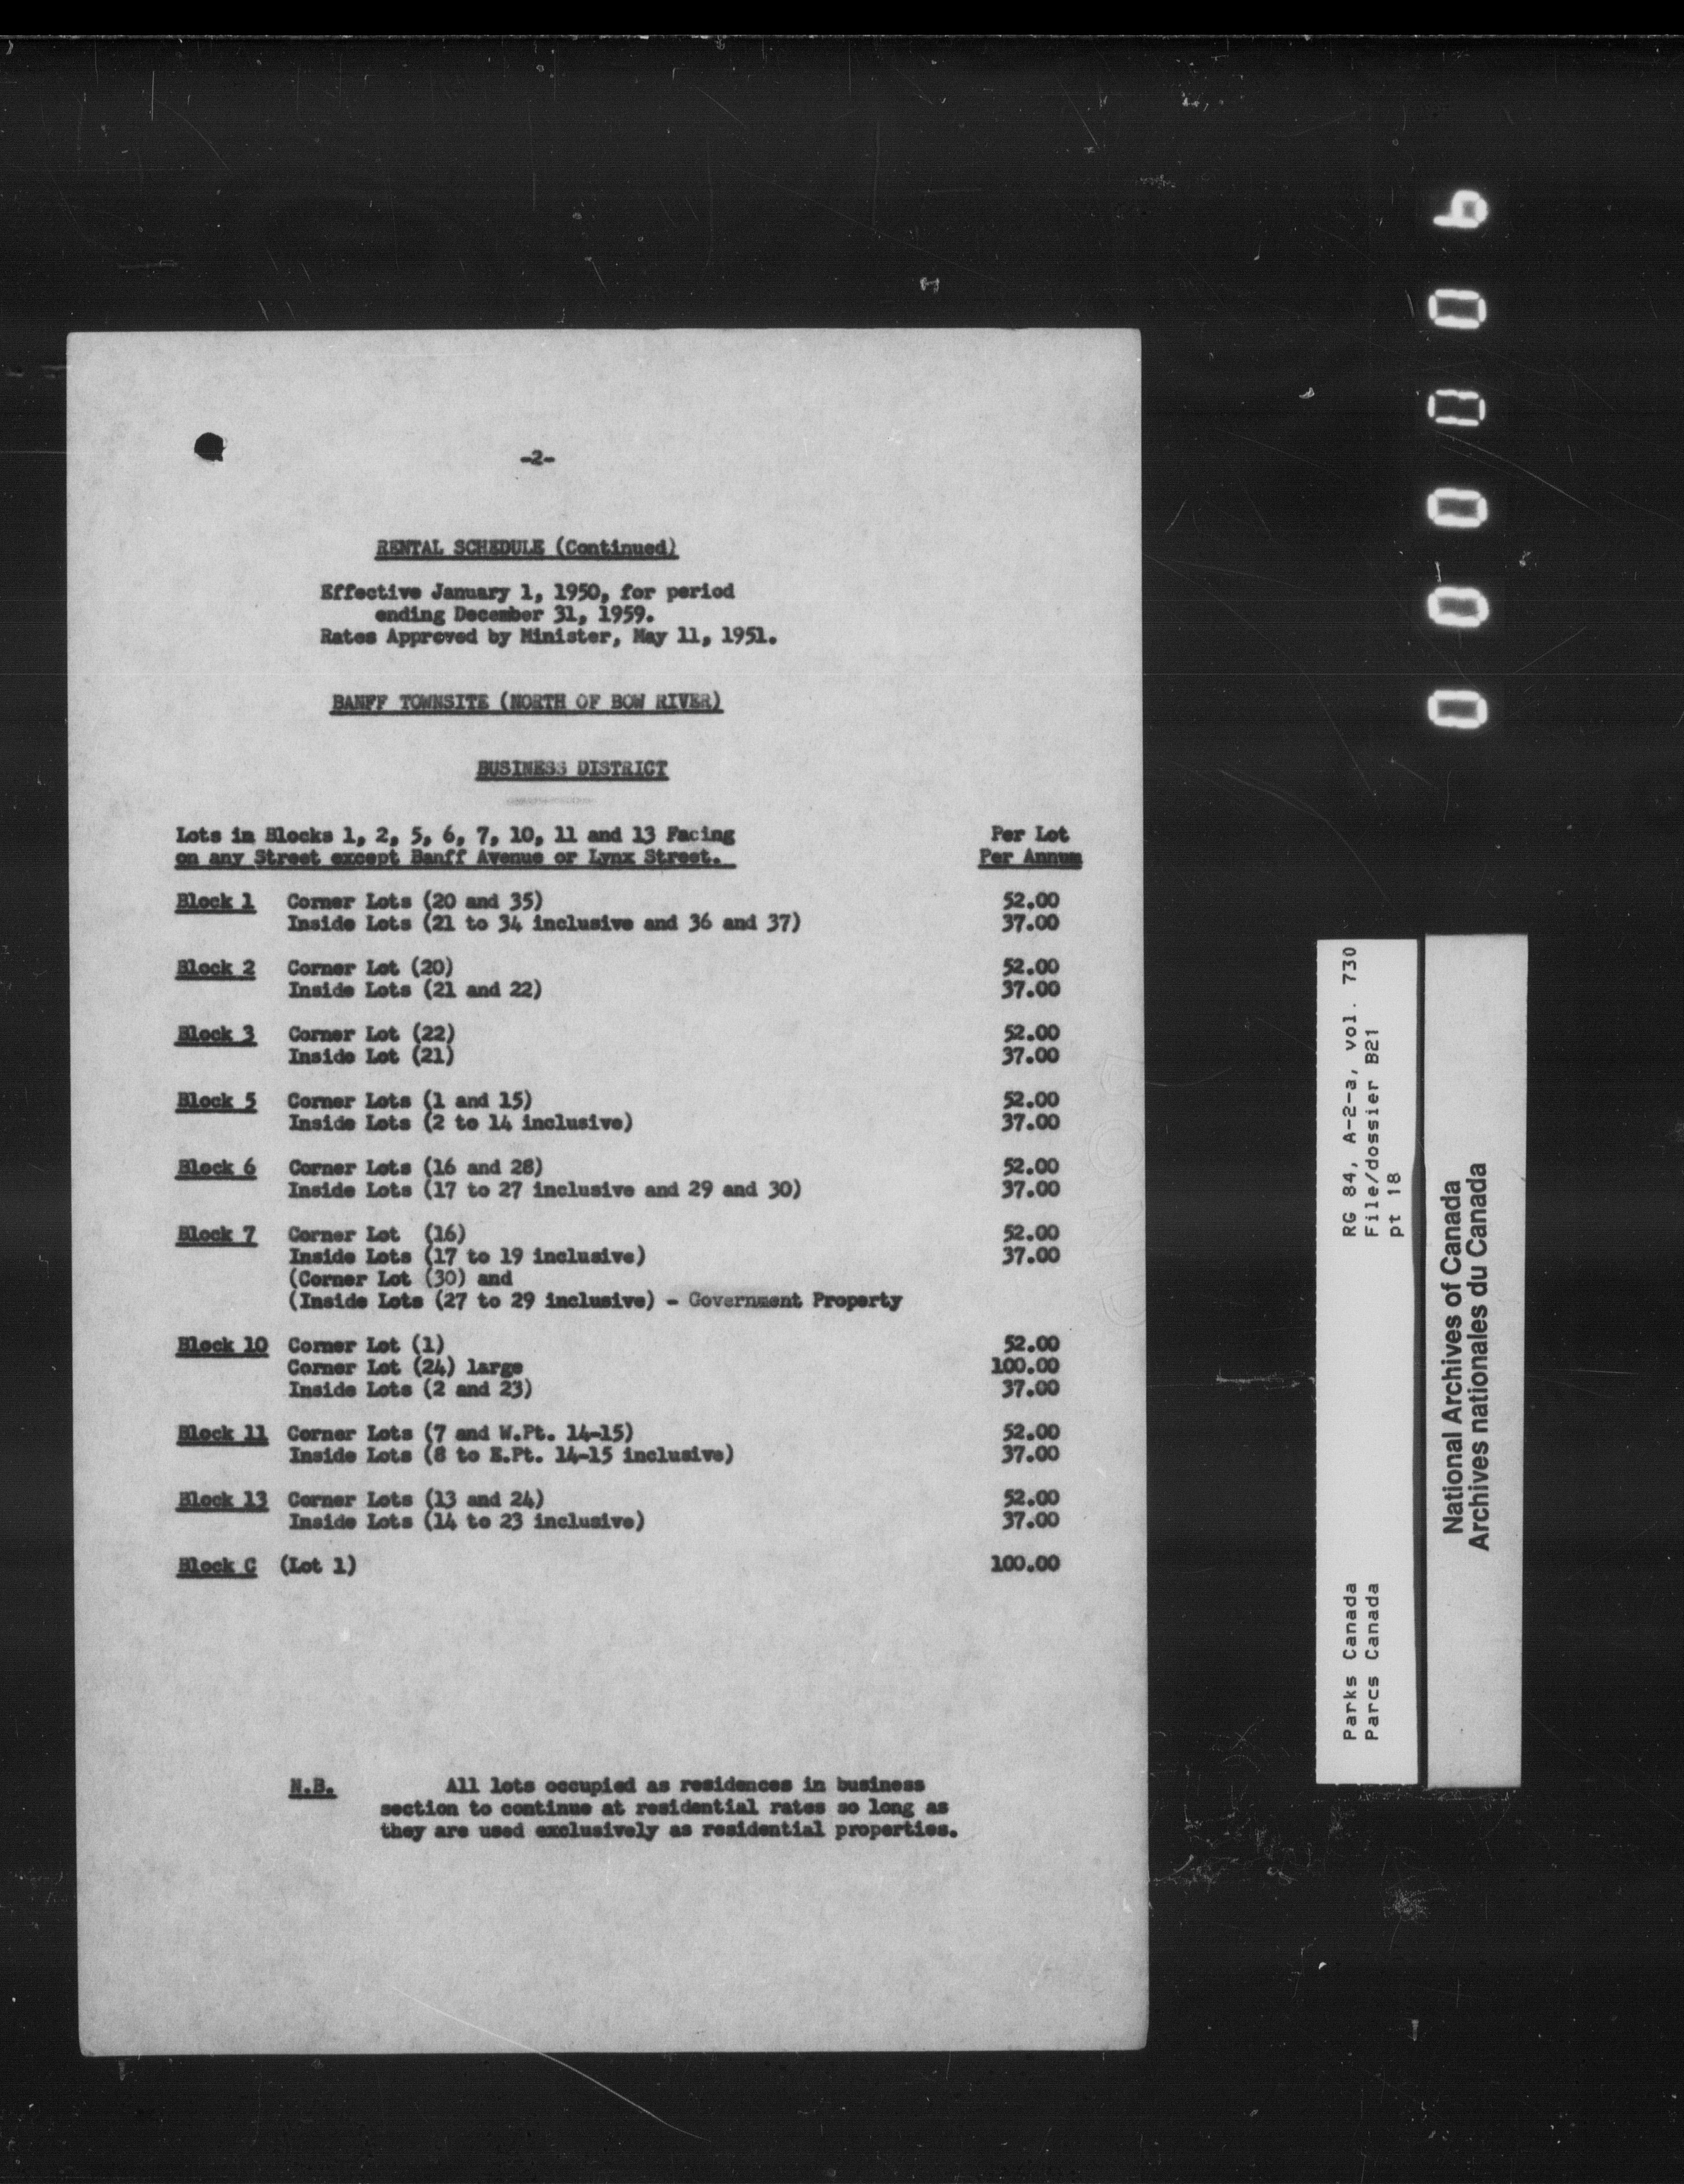 -2-
RENTAL SCHEDULE (Continued)
Effective January 1, 1950, for period
ending December 31, 1959.
Rates Approved by Minister, May 11, 1951.
BANFF TOWNSITE (NORTH OF BOW RIVER)
BUSINESS DISTRICT
Lots in Blocks 1, 2, 5, 6, 7, 10, 11 and 13 Facing Per Lot
on any Street except Banff Avenue or Lynx Street. Per Annum
Block 1 Corner Lots (20 and 35) 52.00
Inside Lots (21 to 34 inclusive and 36 and 37) 37.00
Block 2 Corner Lot (20) 52.00
Inside Lots (21 and 22) 37.00
Block 3 Corner Lot (22) 52.00
Inside Lot (21) 37.00
Block 5 Corner Lots (1 and 15) 52.00
Inside Lots (2 to 14 inclusive) 37.00
Block 6 Corner Lots (16 and 28) 52.00
Inside Lots (17 to 27 inclusive and 29 and 30) 37.00
Block 7 Corner Lot (16) 52.00
Inside Lots (17 to 19 inclusive) 37.00
(Corner Lot (30) and
(Inside Lots (27 to 29 inclusive) - Government Property
Block 10 Corner Lot (1) 52.00
Corner Lot (24) large 100.00
Inside Lots (2 and 23) 37.00
Block 11 Corner Lots (7 and W.Pt. 14-15) 52.00
Inside Lots (8 to E.Pt. 14-15 inclusive) 37.00
Block 13 Corner Lots (13 and 24) 52.00
Inside Lots (14 to 23 inclusive) 37.00
Block C (Lot 1) 100.00
N.B. All lots occupied as residences in business
section to continue at residential rates so long as
they are used exclusively as residential properties.
Parks Canada RG 84, A-2-a, vol. 730
Parcs Canada File/dossier B21
pt 18
National Archives of Canada
Archives nationales du Canada